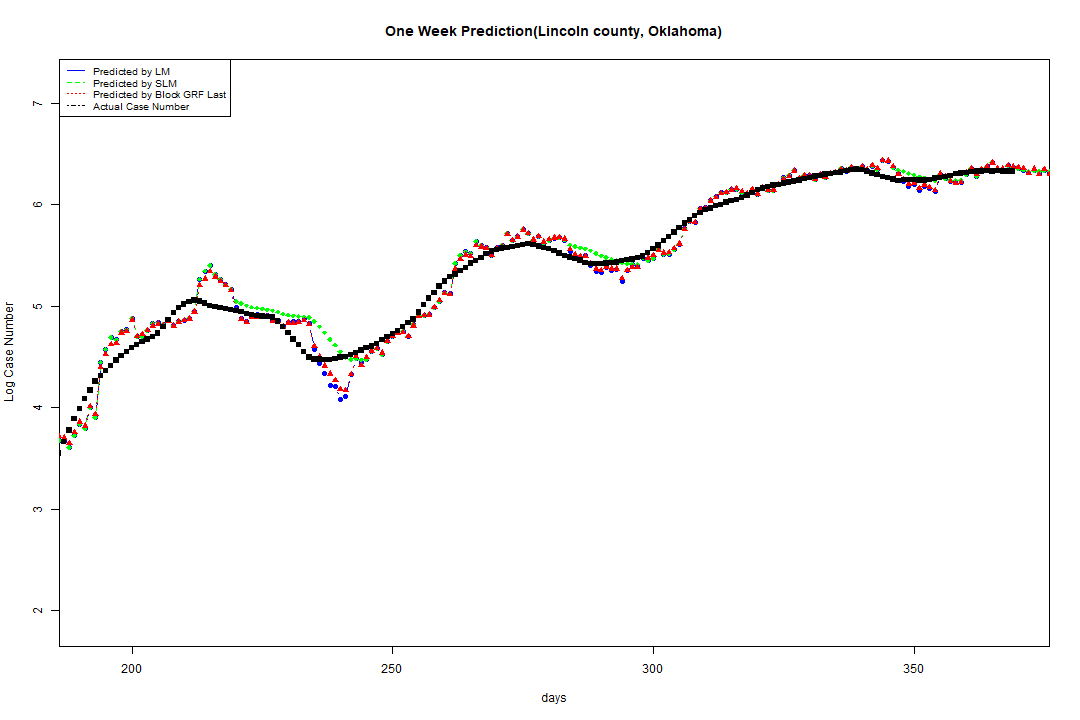 One Week Prediction(Lincoln county, Oklahoma)
Predicted by LM
Predicted by SLM
Predicted by Block GRF Last
Actual Case Number
7
6
5
4
3
2
Log Case Number
200 250 300 350
days